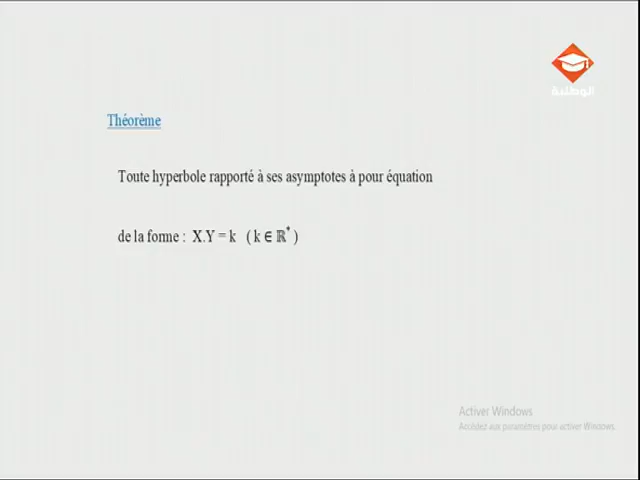 الوطنية
Théorème
Toute hyperbole rapporté à ses asymptotes à pour équation
de la forme : X.Y = k ( k ∈ ℝ* )
Activer Windows
Accédez aux paramètres pour activer Windows.